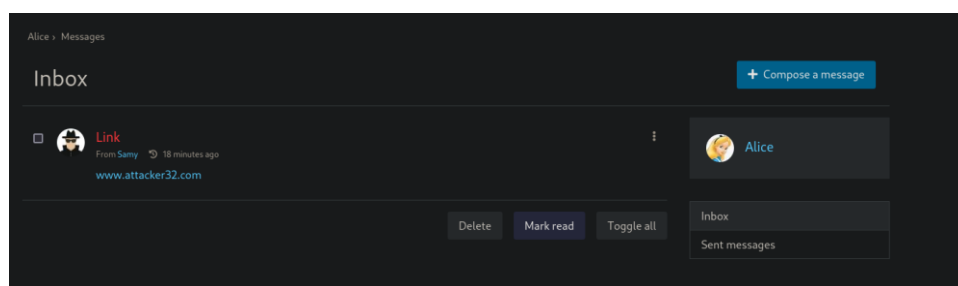 Alice › Messages
Inbox
+ Compose a message
Link
From Samy 18 minutes ago
www.attacker32.com
Alice
Delete Mark read Toggle all
Inbox
Sent messages